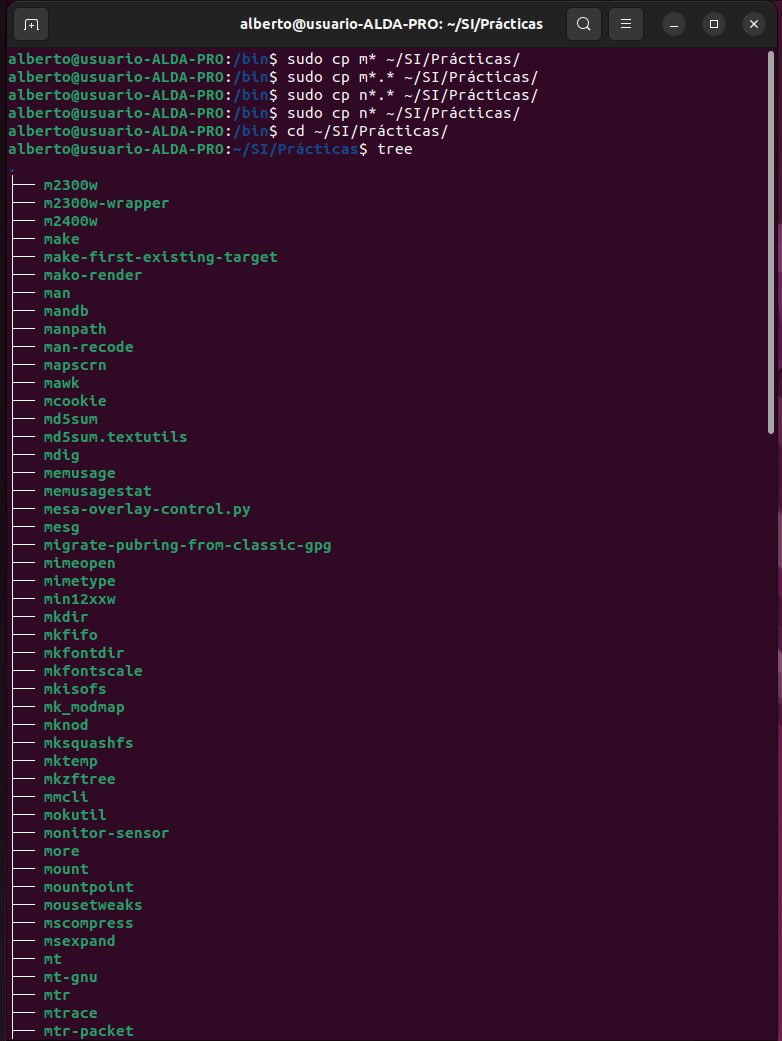 alberto@usuario-ALDA-PRO: ~/SI/Prácticas
alberto@usuario-ALDA-PRO:/bin$ sudo cp m* ~/SI/Prácticas/
alberto@usuario-ALDA-PRO:/bin$ sudo cp m*.* ~/SI/Prácticas/
alberto@usuario-ALDA-PRO:/bin$ sudo cp n*.* ~/SI/Prácticas/
alberto@usuario-ALDA-PRO:/bin$ sudo cp n* ~/SI/Prácticas/
alberto@usuario-ALDA-PRO:/bin$ cd ~/SI/Prácticas/
alberto@usuario-ALDA-PRO:~/SI/Prácticas$ tree
.
├── m2300w
├── m2300w-wrapper
├── m2400w
├── make
├── make-first-existing-target
├── mako-render
├── man
├── mandb
├── manpath
├── man-recode
├── mapscrn
├── mawk
├── mcookie
├── md5sum
├── md5sum.textutils
├── mdig
├── memusage
├── memusagestat
├── mesa-overlay-control.py
├── mesg
├── migrate-pubring-from-classic-gpg
├── mimeopen
├── mimetype
├── min12xxw
├── mkdir
├── mkfifo
├── mkfontdir
├── mkfontscale
├── mkisofs
├── mk_modmap
├── mknod
├── mksquashfs
├── mktemp
├── mkzftree
├── mmcli
├── mokutil
├── monitor-sensor
├── more
├── mount
├── mountpoint
├── mousetweaks
├── mscompress
├── msexpand
├── mt
├── mt-gnu
├── mtr
├── mtrace
├── mtr-packet